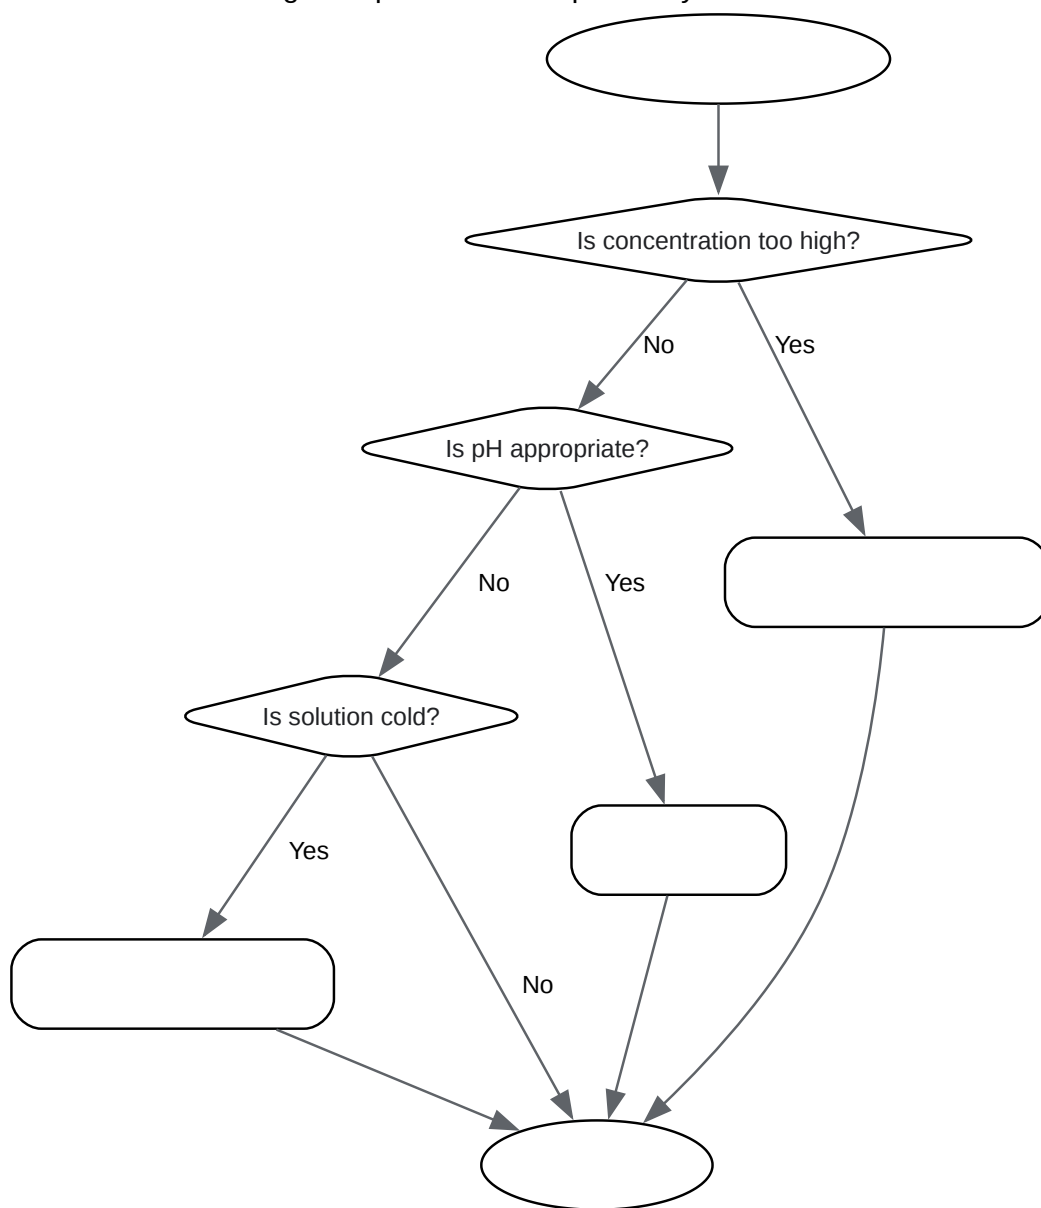 Is concentration too high?
No
Yes
Is pH appropriate?
No
Yes
Is solution cold?
Yes
No